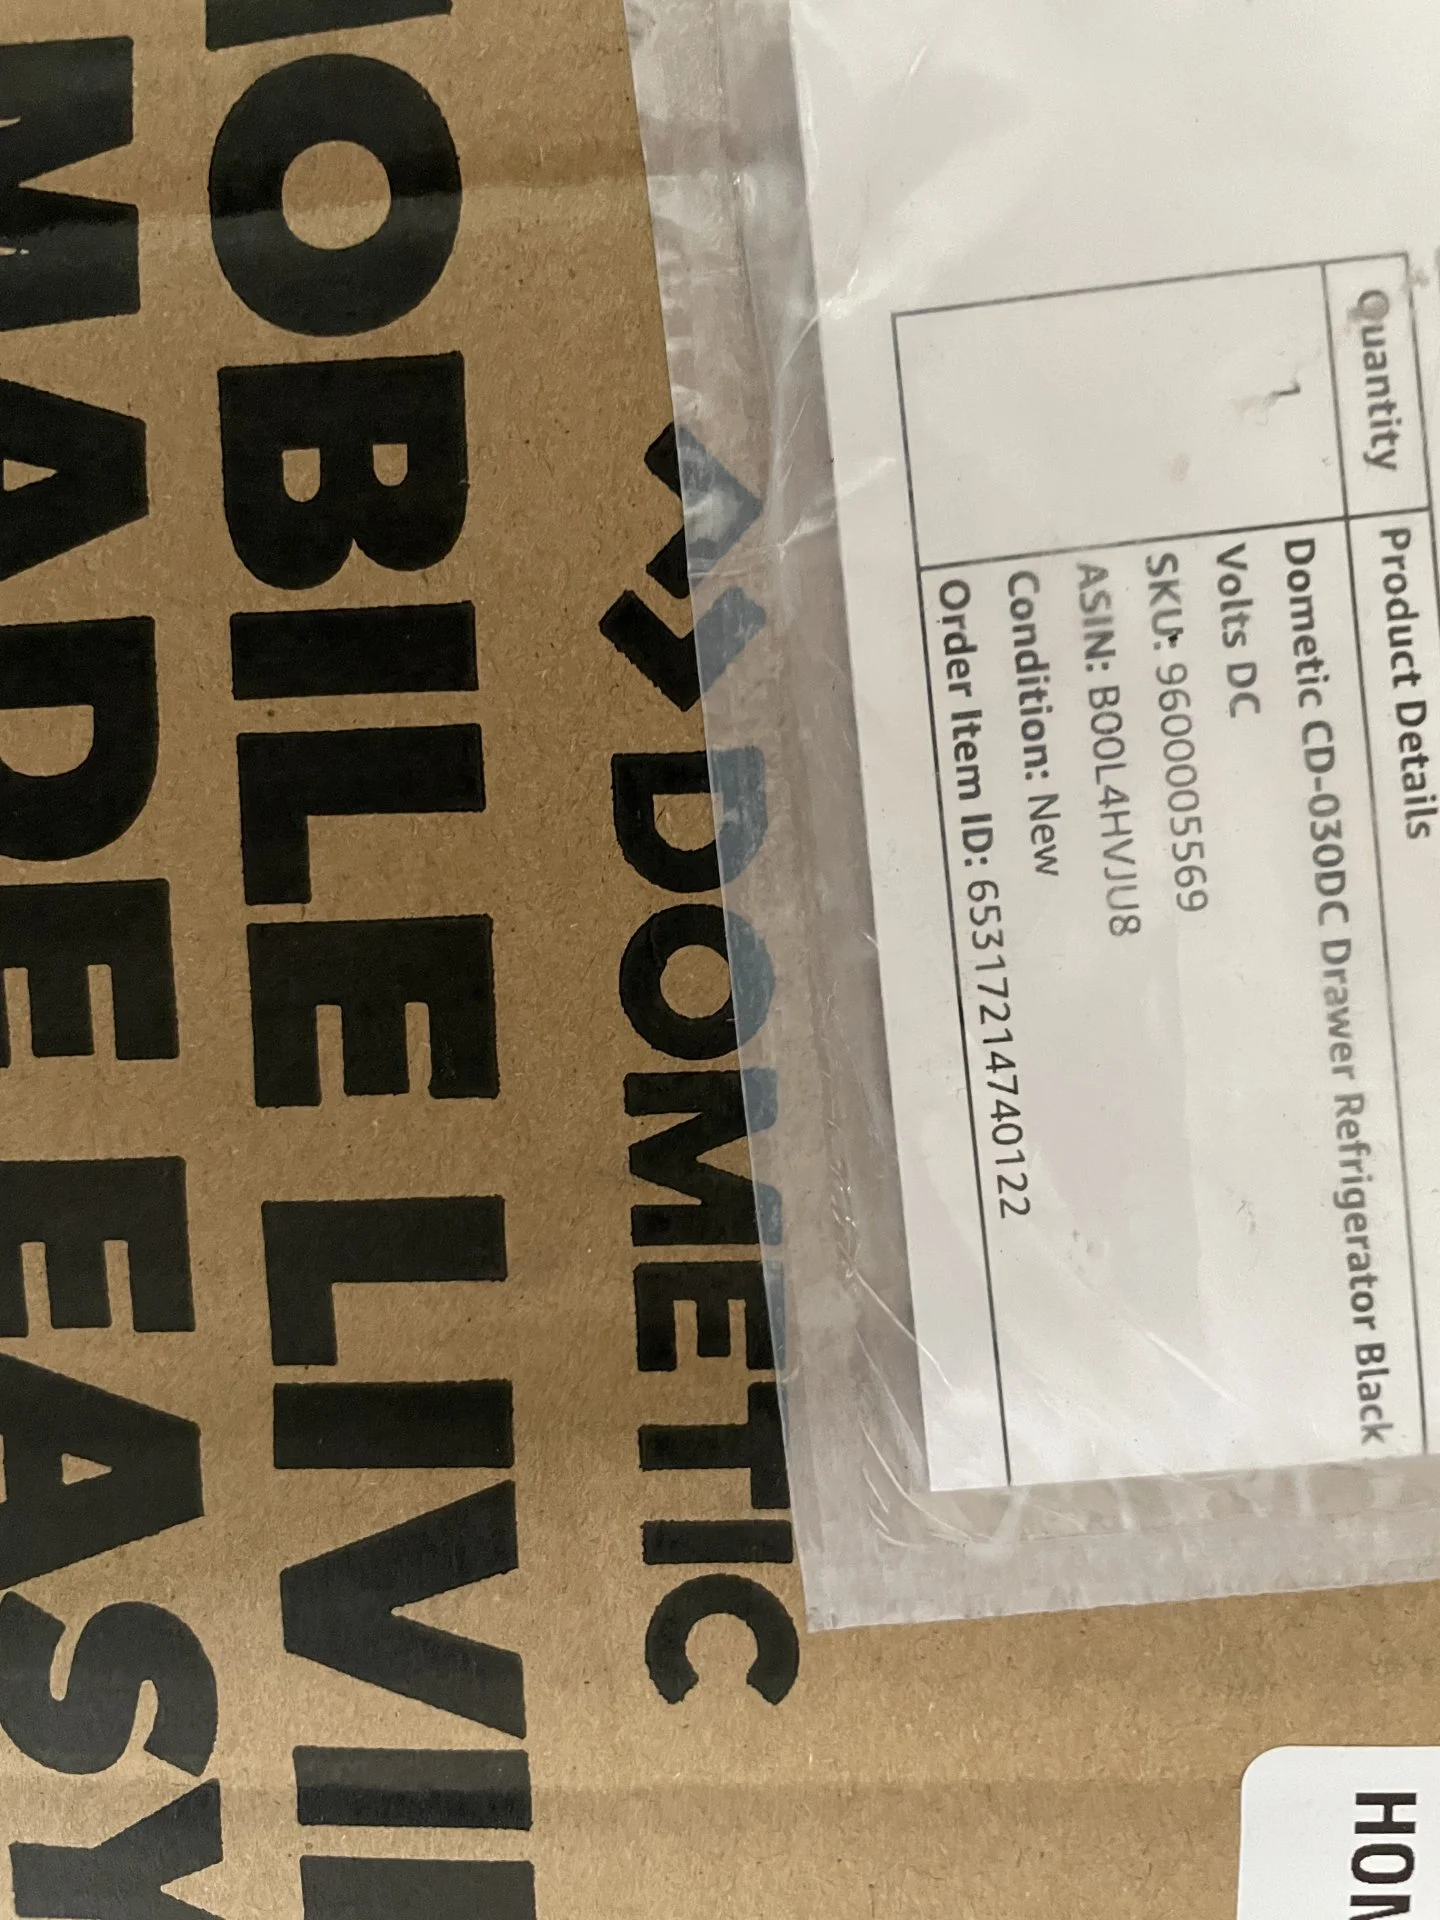 Quantity
Product Details
1
Dometic CD-030DC Drawer Refrigerator Black
Volts DC
SKU: 9600005569
ASIN: B00L4HVJU8
Condition: New
Order Item ID: 65317214740122
DOMETIC
MOBILE LIVING
MADE EASY